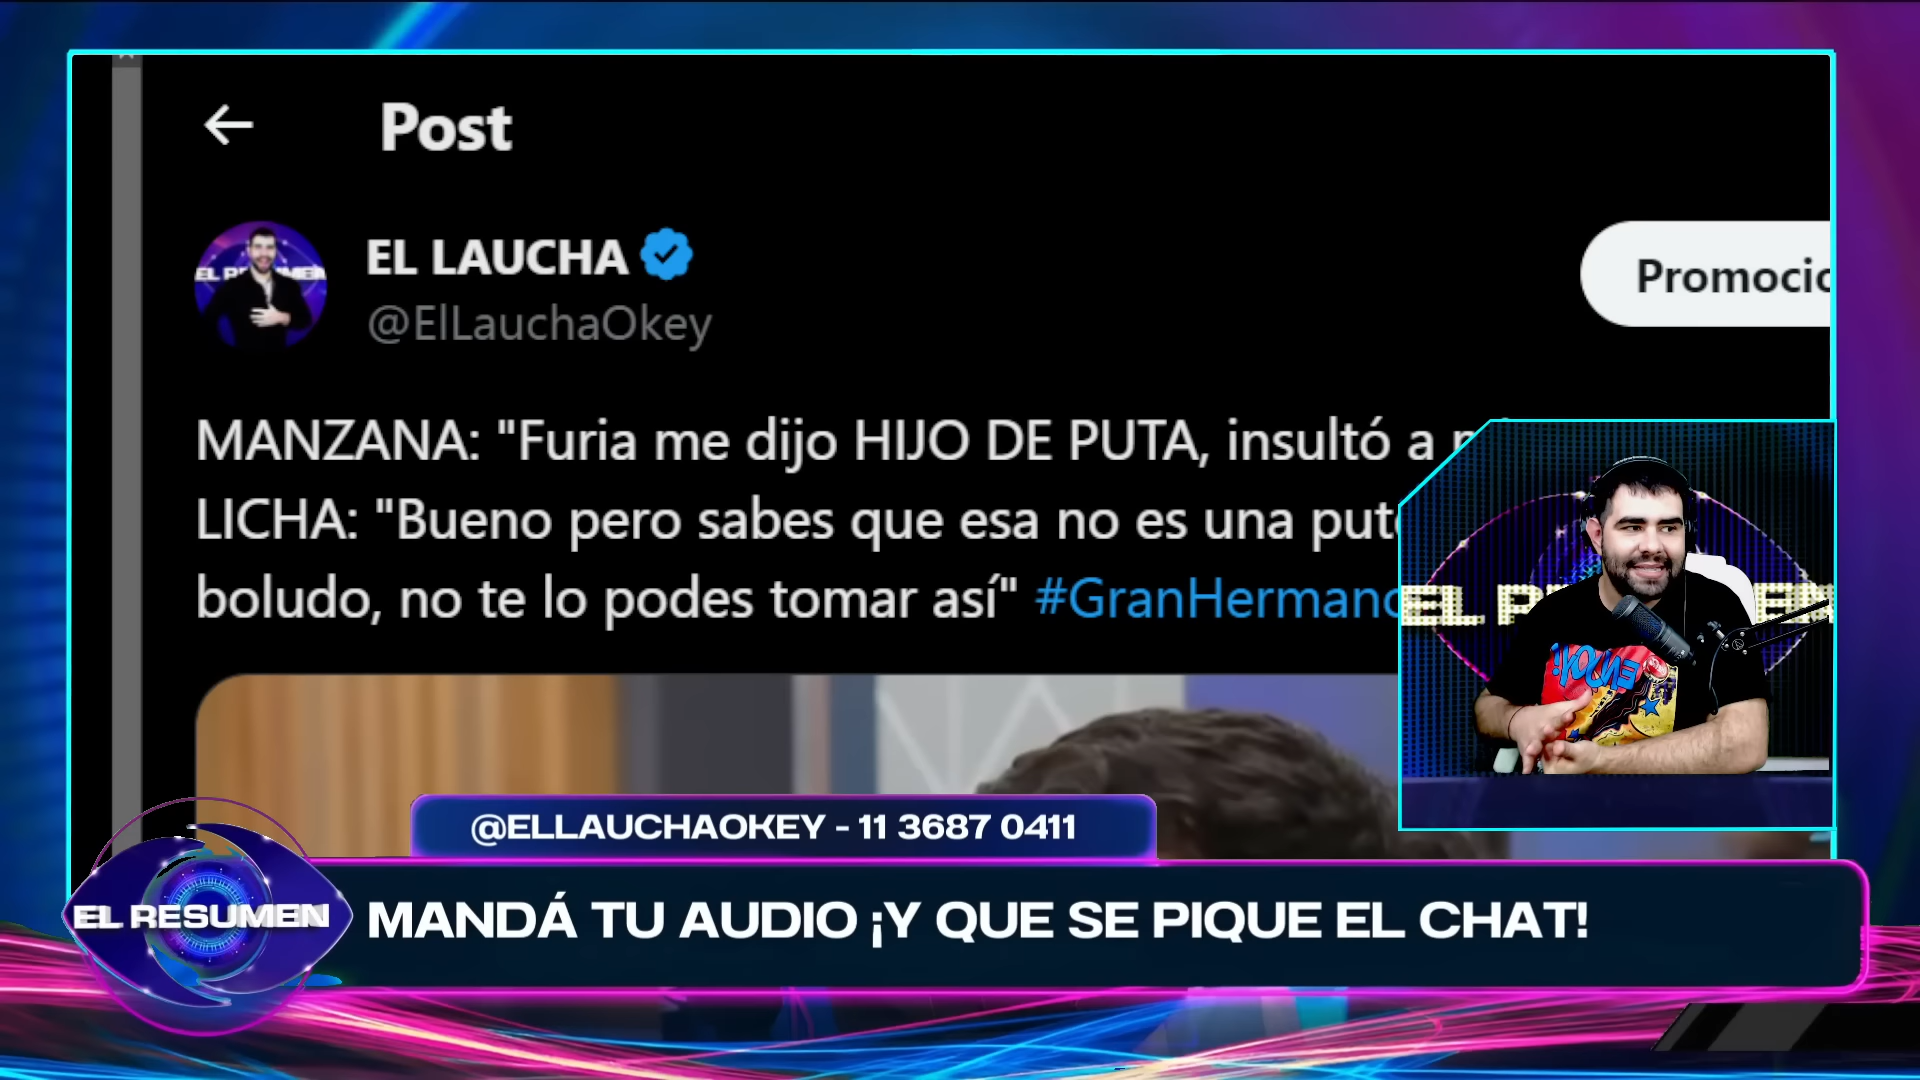 Post
EL LAUCHA
@ElLauchaOkey
Promocio
MANZANA: "Furia me dijo HIJO DE PUTA, insultó a
LICHA: "Bueno pero sabes que esa no es una
boludo, no te lo podes tomar así" #GranHermano
@ELLAUCHAOKEY - 11 3687 0411
EL RESUMEN
MANDÁ TU AUDIO ¡Y QUE SE PIQUE EL CHAT!